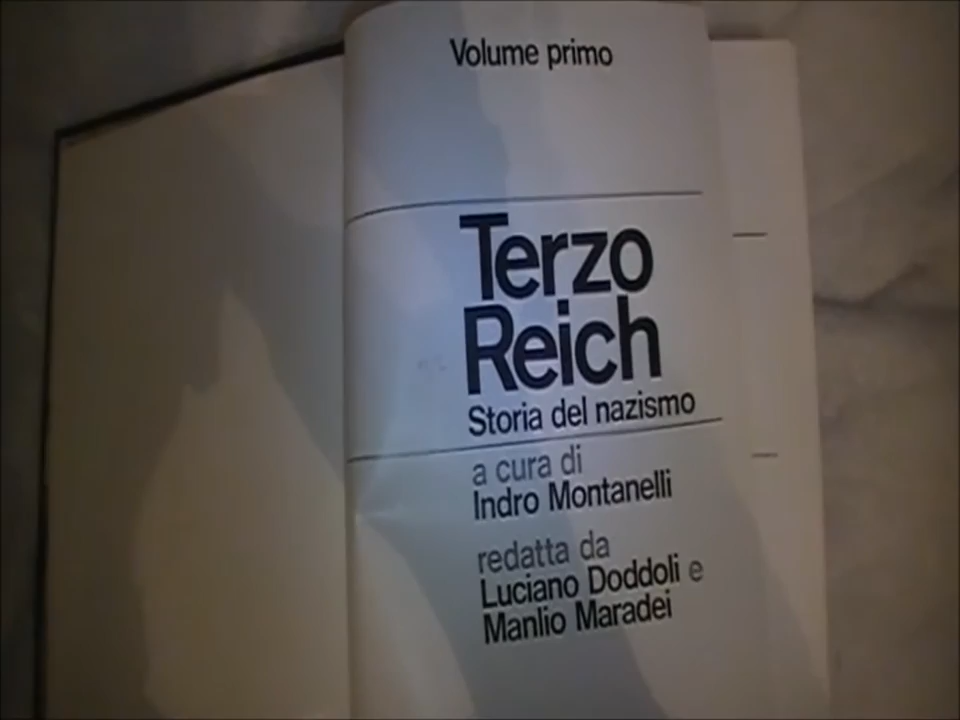 Volume primo
Terzo
Reich
Storia del nazismo
a cura di
Indro Montanelli
redatta da
Luciano Doddoli e
Manlio Maradei